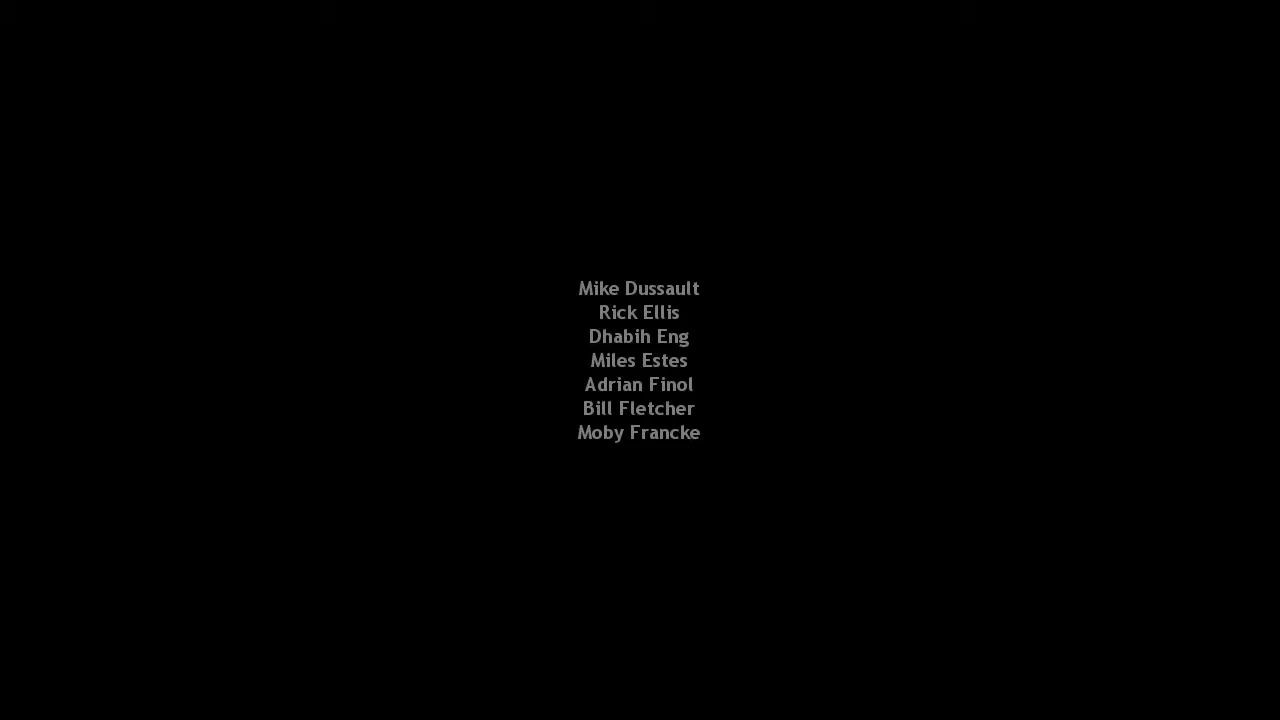 Mike Dussault
Rick Ellis
Dhabih Eng
Miles Estes
Adrian Finol
Bill Fletcher
Moby Francke